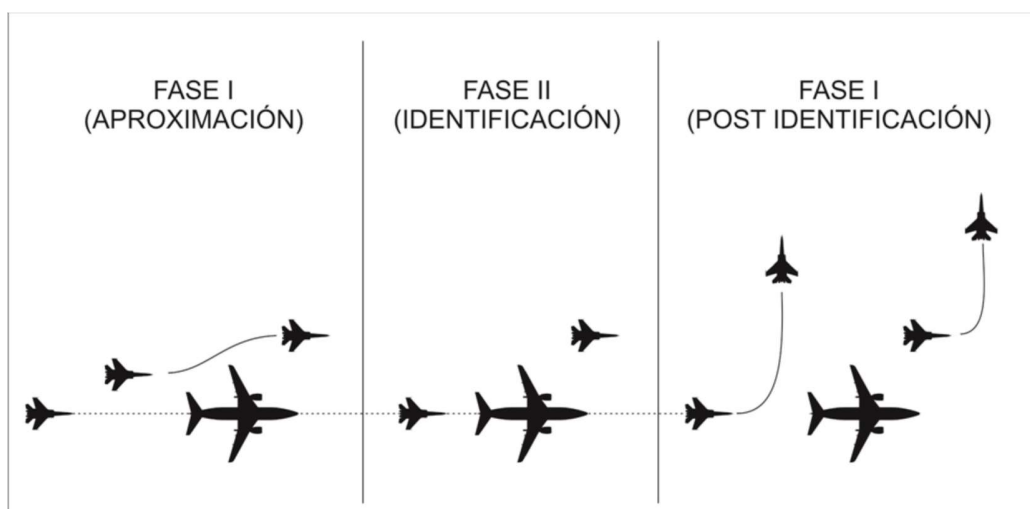 FASE I
(APROXIMACIÓN)
FASE II
(IDENTIFICACIÓN)
FASE I
(POST IDENTIFICACIÓN)